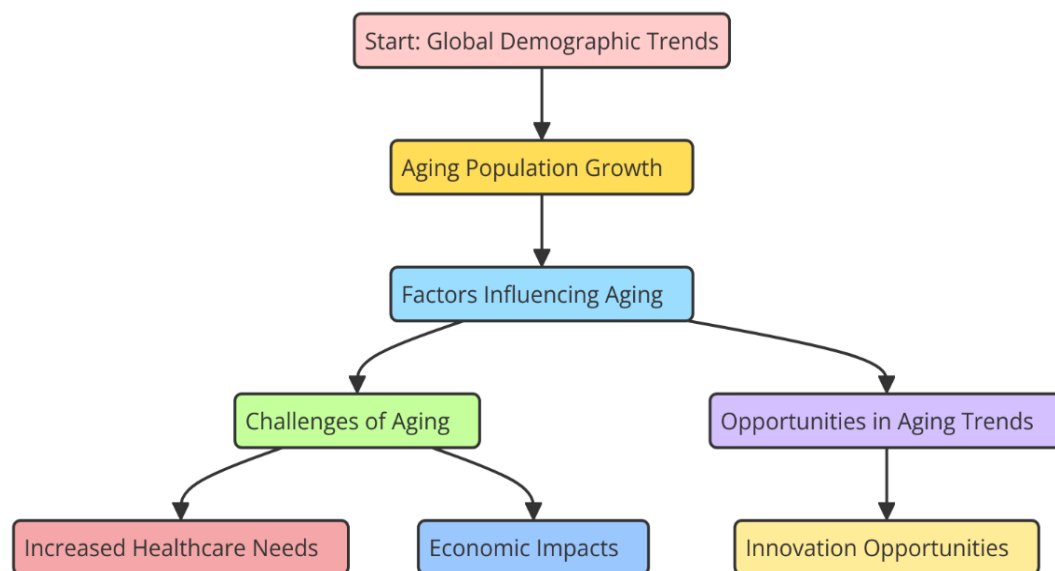 Start: Global Demographic Trends
Aging Population Growth
Factors Influencing Aging
Challenges of Aging
Opportunities in Aging Trends
Increased Healthcare Needs
Economic Impacts
Innovation Opportunities